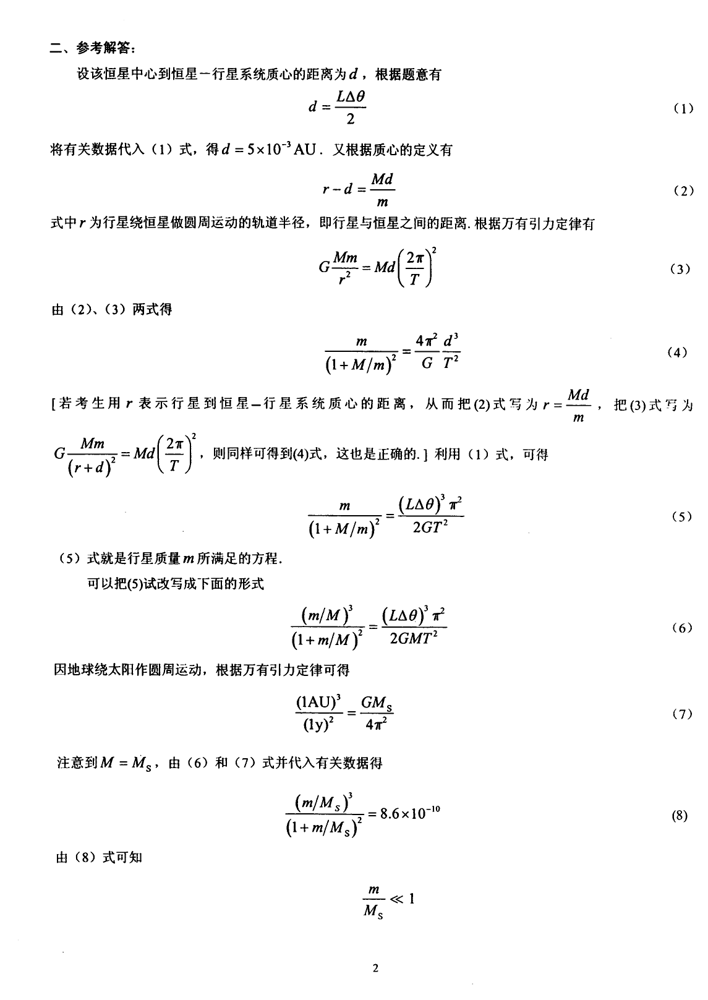 二、参考解答：
设该恒星中心到恒星－行星系统质心的距离为 d ，根据题意有
d = LΔθ/2 （1）
将有关数据代入（1）式，得 d = 5×10⁻³ AU． 又根据质心的定义有
r − d = Md/m （2）
式中 r 为行星绕恒星做圆周运动的轨道半径，即行星与恒星之间的距离. 根据万有引力定律有
G Mm/r² = Md(2π/T)² （3）
由（2）、（3）两式得
m/(1+M/m)² = 4π²/G d³/T² （4）
[若考生用 r 表示行星到恒星－行星系统质心的距离，从而把(2)式写为 r = Md/m ，把(3)式写为
G Mm/(r+d)² = Md(2π/T)² ，则同样可得到(4)式，这也是正确的. ] 利用（1）式，可得
m/(1+M/m)² = (LΔθ)³π²/2GT² （5）
（5）式就是行星质量 m 所满足的方程．
可以把(5)试改写成下面的形式
(m/M)³/(1+m/M)² = (LΔθ)³π²/2GMT² （6）
因地球绕太阳作圆周运动，根据万有引力定律可得
(1AU)³/(1y)² = GM_S/4π² （7）
注意到 M = M_S，由（6）和（7）式并代入有关数据得
(m/M_S)³/(1+m/M_S)² = 8.6×10⁻¹⁰ (8)
由（8）式可知
m/M_S ≪ 1
2